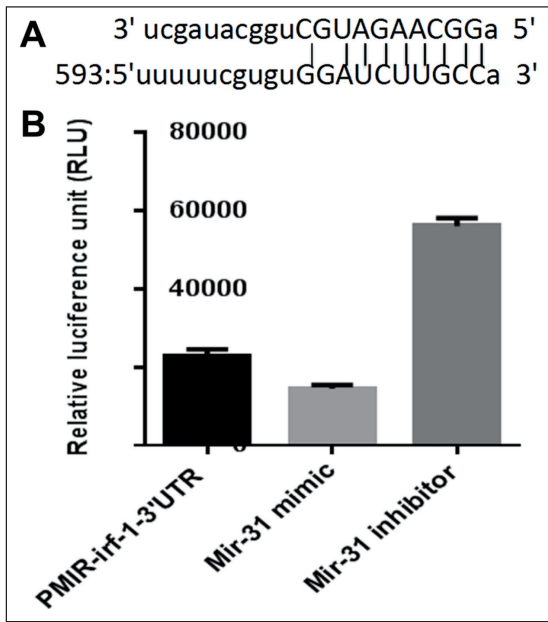 A
3' ucgauacgguCGUAGAACGGa 5'
593:5'uuuuucguguGGAUCUUGCCa 3'
B
Relative luciference unit (RLU)
80000
60000
40000
0
PMIR-irf-1-3'UTR
Mir-31 mimic
Mir-31 inhibitor